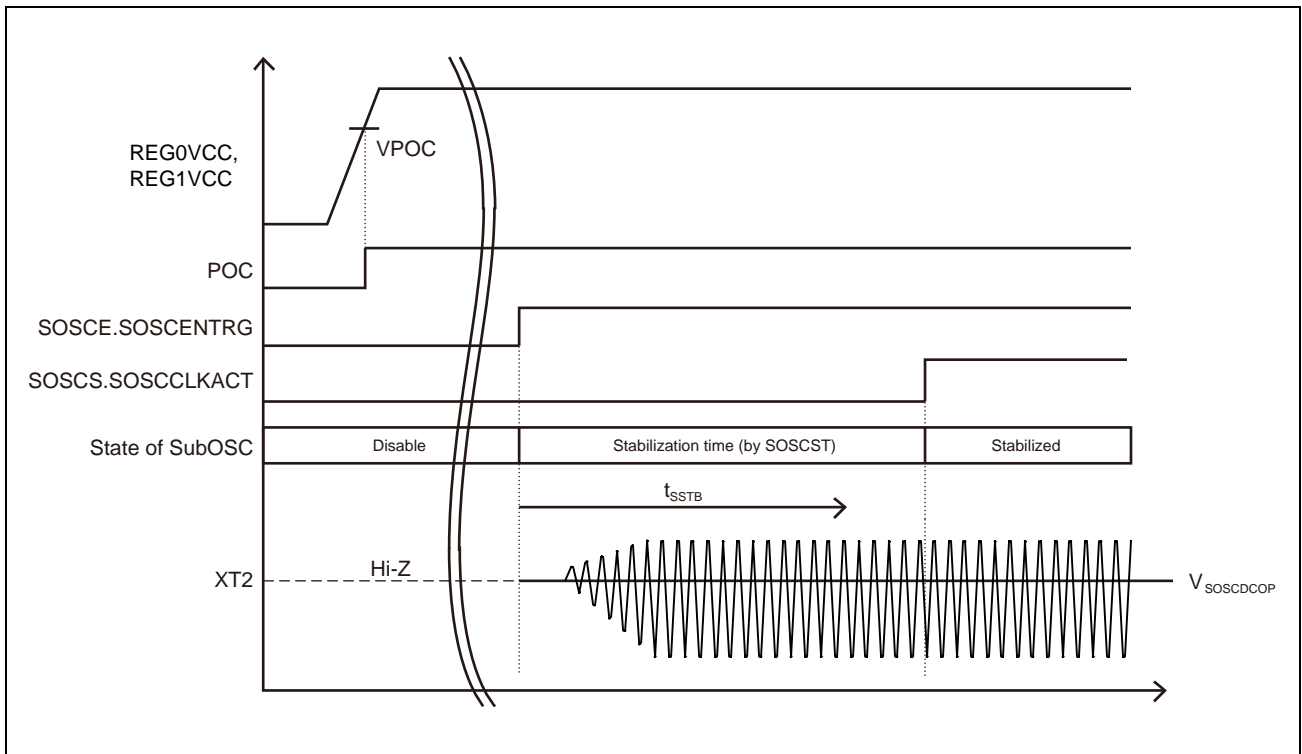 REG0VCC,
REG1VCC
VPOC
POC
SOSCE.SOSCENTRG
SOSCS.SOSCCLKACT
State of SubOSC
Disable
Stabilization time (by SOSCST)
Stabilized
tSSTB
XT2
Hi-Z
VSOSCDCOP